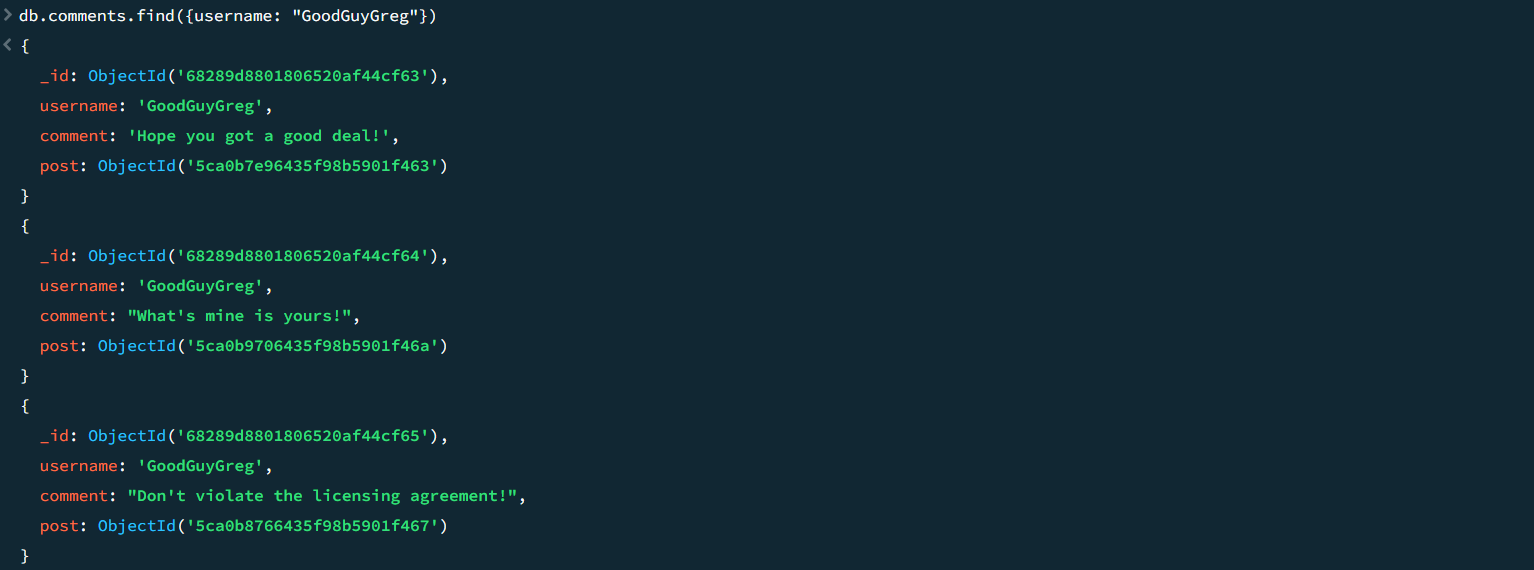 > db.comments.find({username: "GoodGuyGreg"})
< {
_id: ObjectId('68289d8801806520af44cf63'),
username: 'GoodGuyGreg',
comment: 'Hope you got a good deal!',
post: ObjectId('5ca0b7e96435f98b5901f463')
}
{
_id: ObjectId('68289d8801806520af44cf64'),
username: 'GoodGuyGreg',
comment: "What's mine is yours!",
post: ObjectId('5ca0b9706435f98b5901f46a')
}
{
_id: ObjectId('68289d8801806520af44cf65'),
username: 'GoodGuyGreg',
comment: "Don't violate the licensing agreement!",
post: ObjectId('5ca0b8766435f98b5901f467')
}